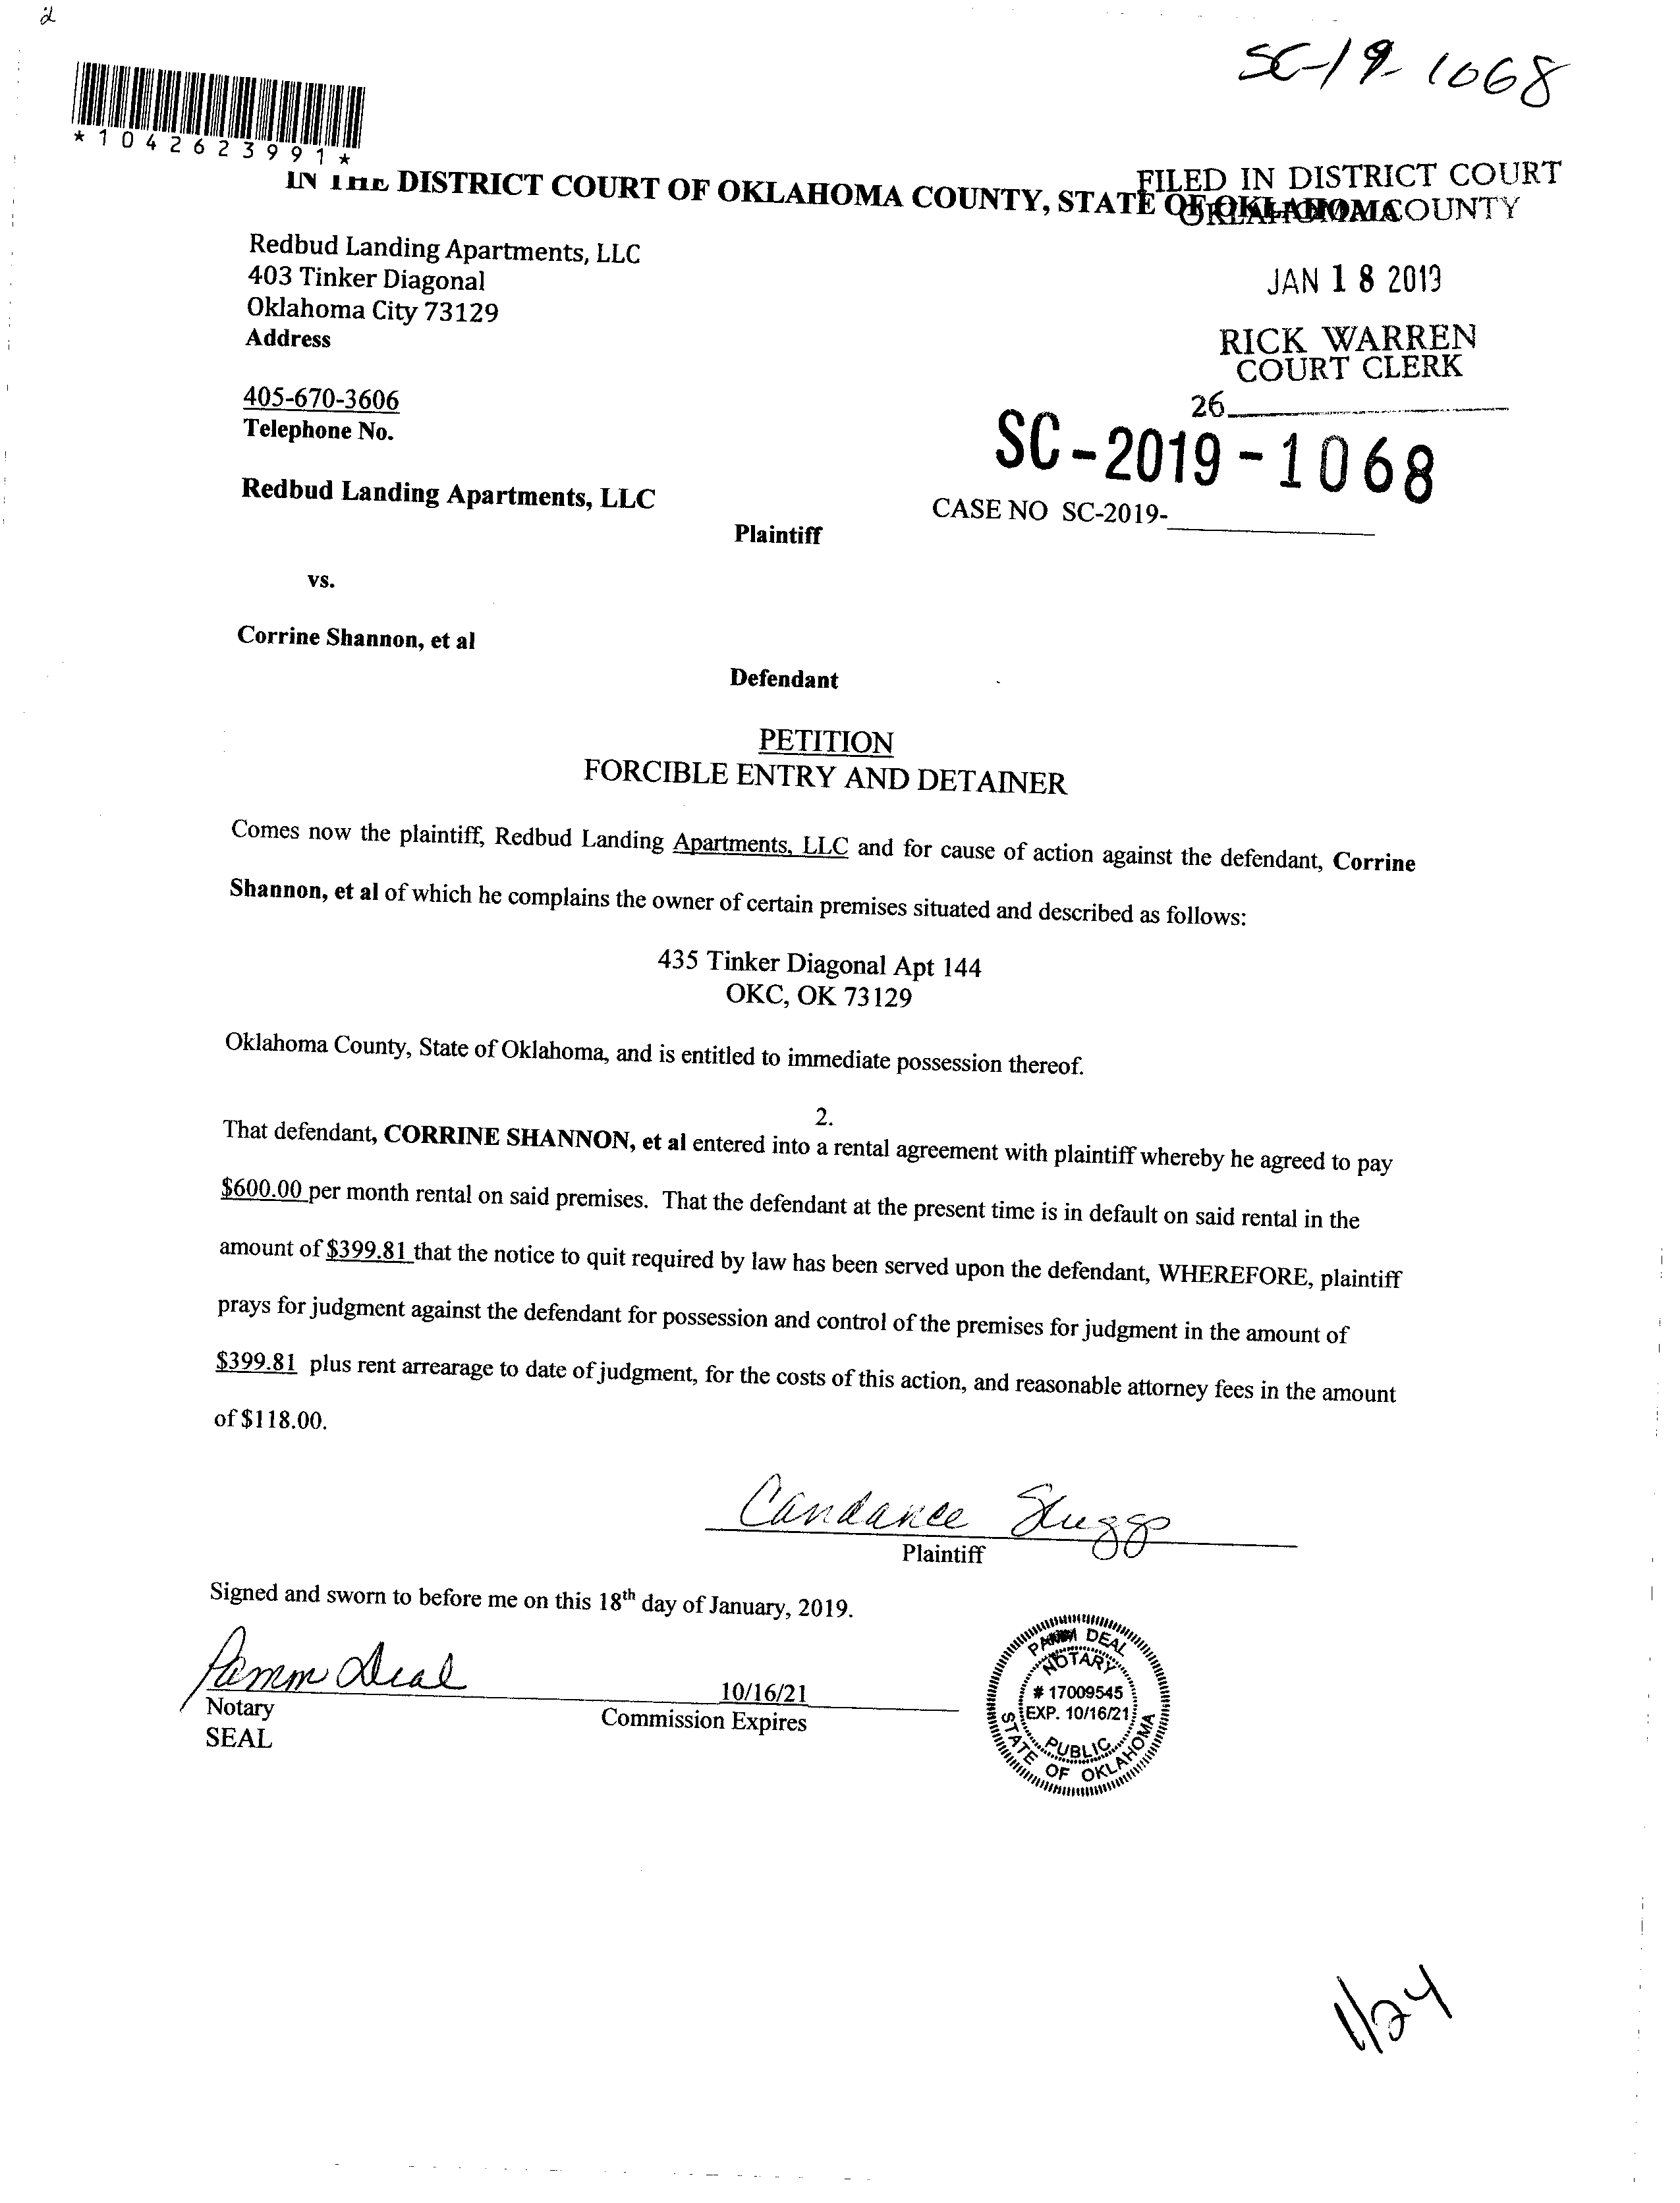 SC-19-1068
*1042623991*
IN THE DISTRICT COURT OF OKLAHOMA COUNTY, STATE OF OKLAHOMA
FILED IN DISTRICT COURT
OKLAHOMA COUNTY
Redbud Landing Apartments, LLC
403 Tinker Diagonal
Oklahoma City 73129
Address
JAN 18 2019
RICK WARREN
COURT CLERK
26
405-670-3606
Telephone No.
SC-2019-1068
Redbud Landing Apartments, LLC
CASE NO SC-2019-
Plaintiff
vs.
Corrine Shannon, et al
Defendant
PETITION
FORCIBLE ENTRY AND DETAINER
Comes now the plaintiff, Redbud Landing Apartments, LLC and for cause of action against the defendant, Corrine
Shannon, et al of which he complains the owner of certain premises situated and described as follows:
435 Tinker Diagonal Apt 144
OKC, OK 73129
Oklahoma County, State of Oklahoma, and is entitled to immediate possession thereof.
2.
That defendant, CORRINE SHANNON, et al entered into a rental agreement with plaintiff whereby he agreed to pay
$600.00 per month rental on said premises. That the defendant at the present time is in default on said rental in the
amount of $399.81 that the notice to quit required by law has been served upon the defendant, WHEREFORE, plaintiff
prays for judgment against the defendant for possession and control of the premises for judgment in the amount of
$399.81 plus rent arrearage to date of judgment, for the costs of this action, and reasonable attorney fees in the amount
of $118.00.
Candance Sluggs
Plaintiff
Signed and sworn to before me on this 18th day of January, 2019.
Pamm Deal
10/16/21
Notary
Commission Expires
SEAL
PAMM DEAL
NOTARY
# 17009545
EXP. 10/16/21
PUBLIC
STATE OF OKLAHOMA
1/24